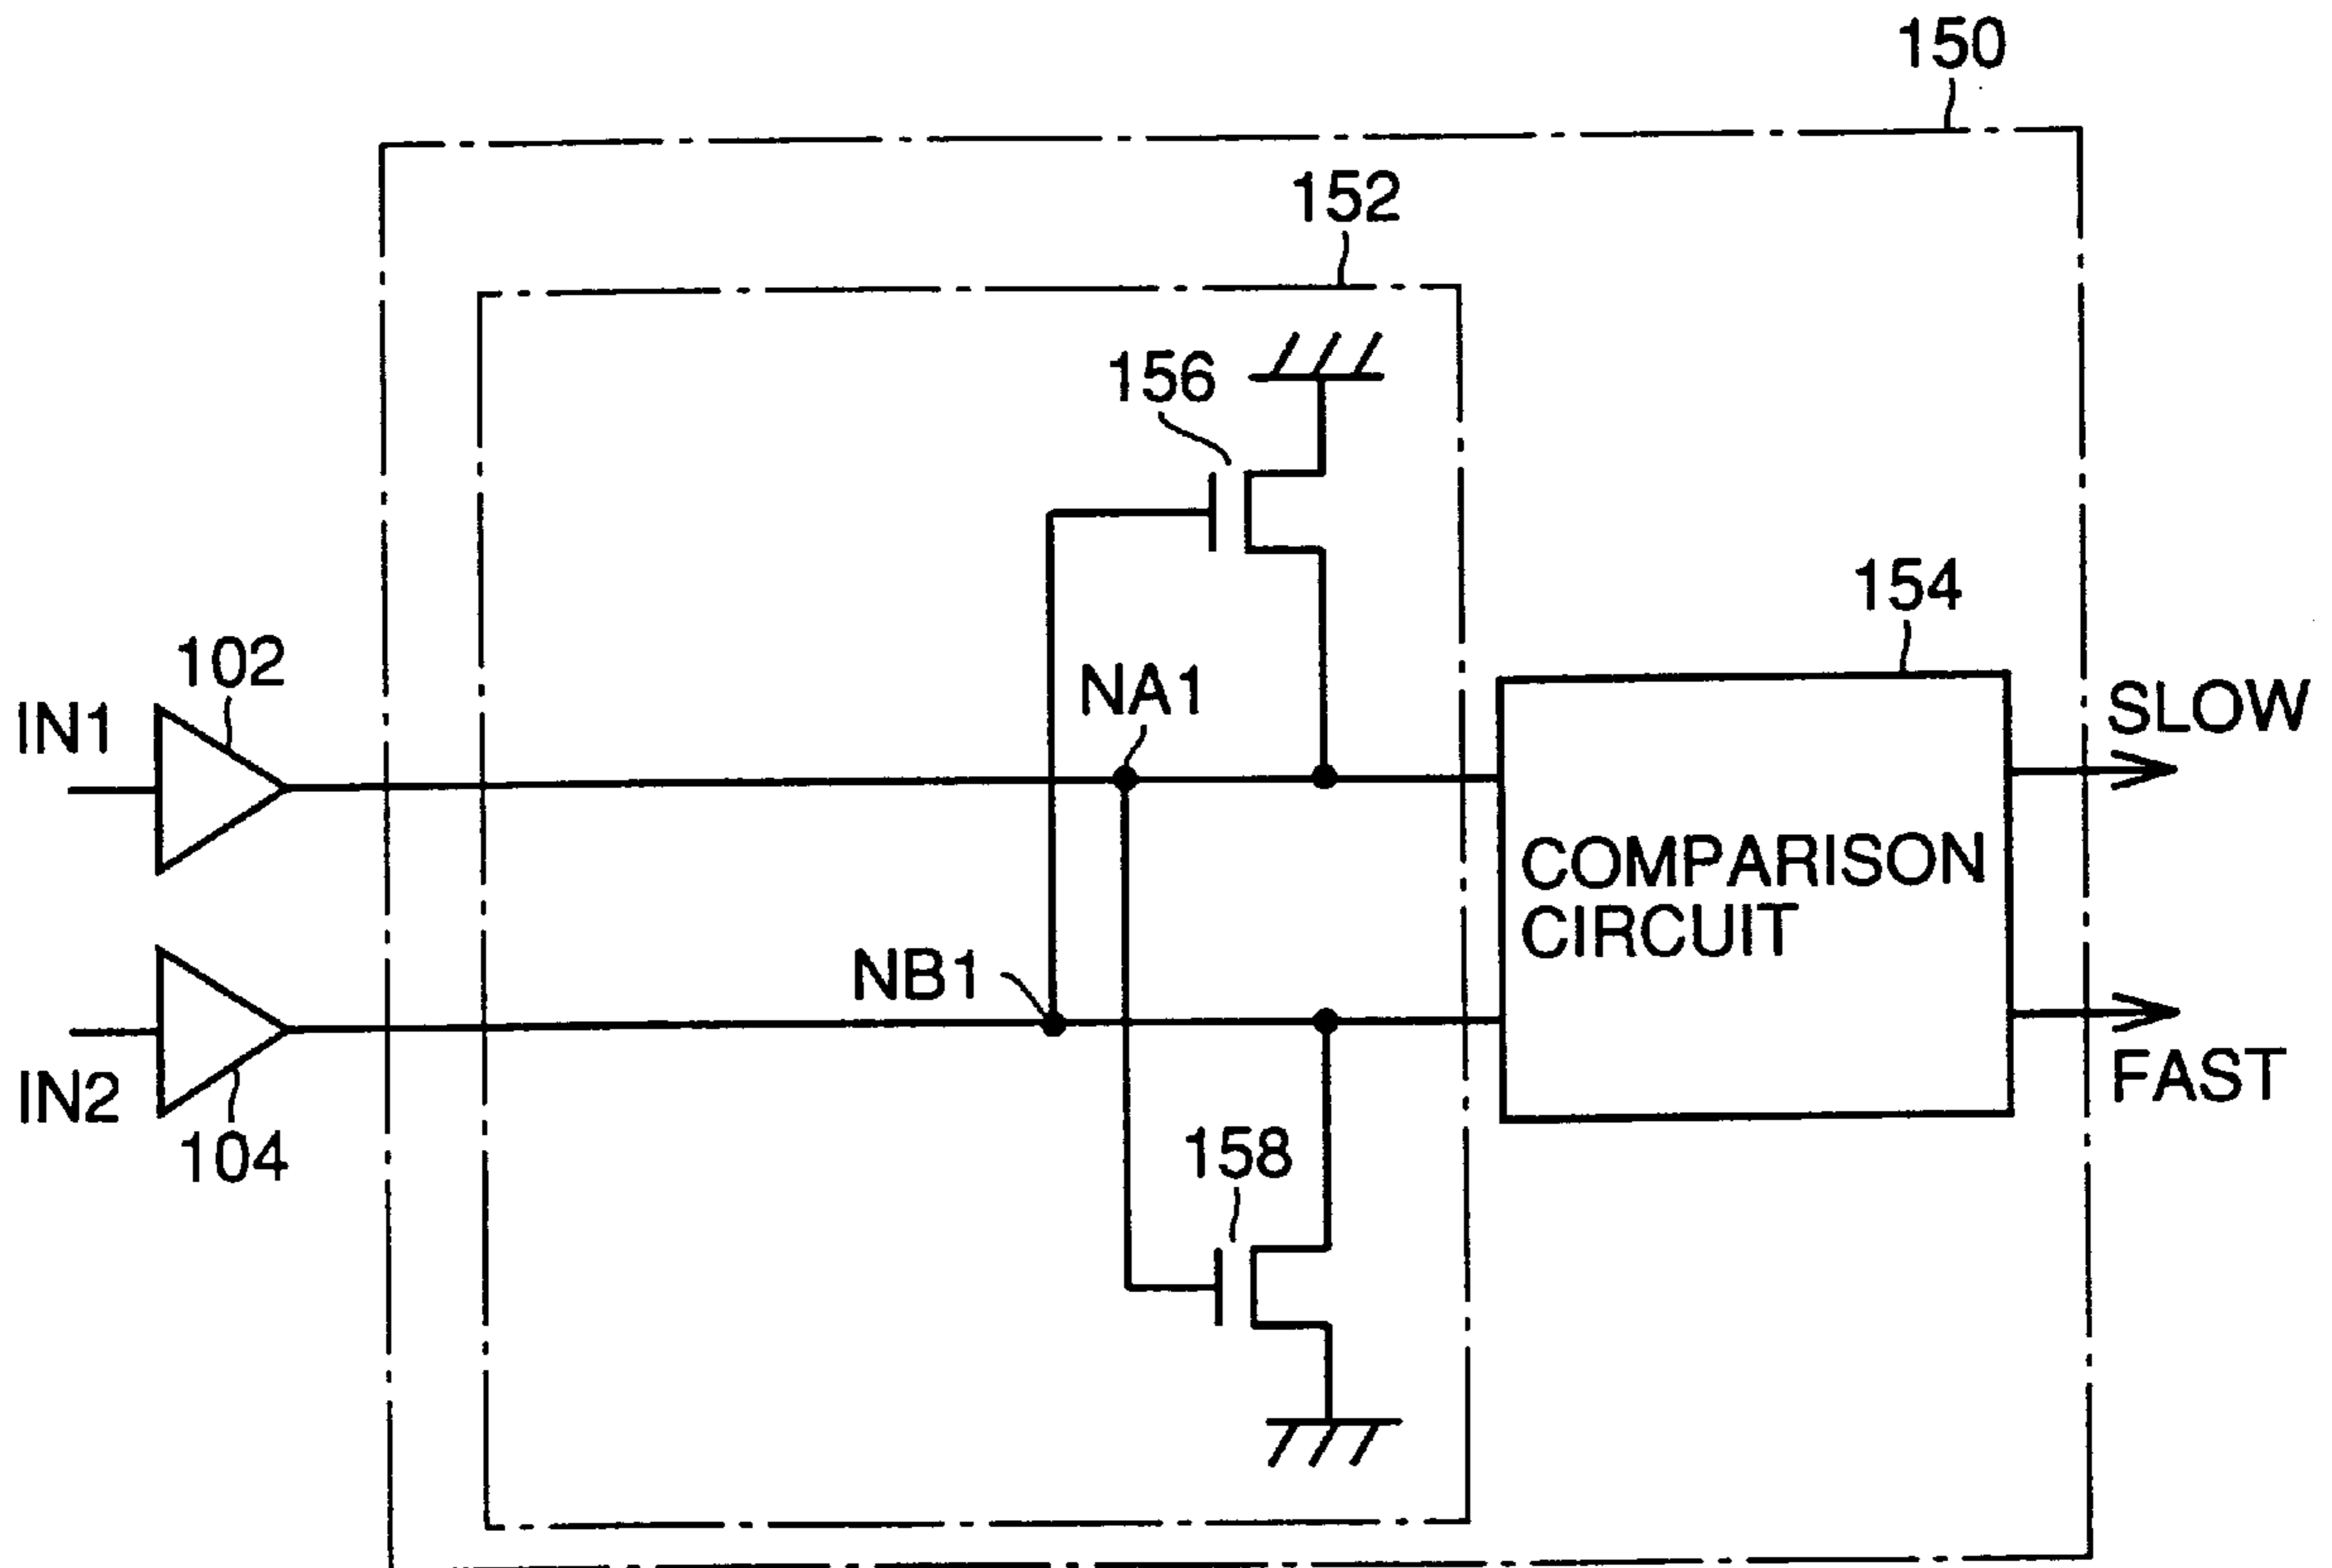 150
152
156
154
102
NA1
IN1
SLOW
COMPARISON
CIRCUIT
NB1
IN2
FAST
104
158